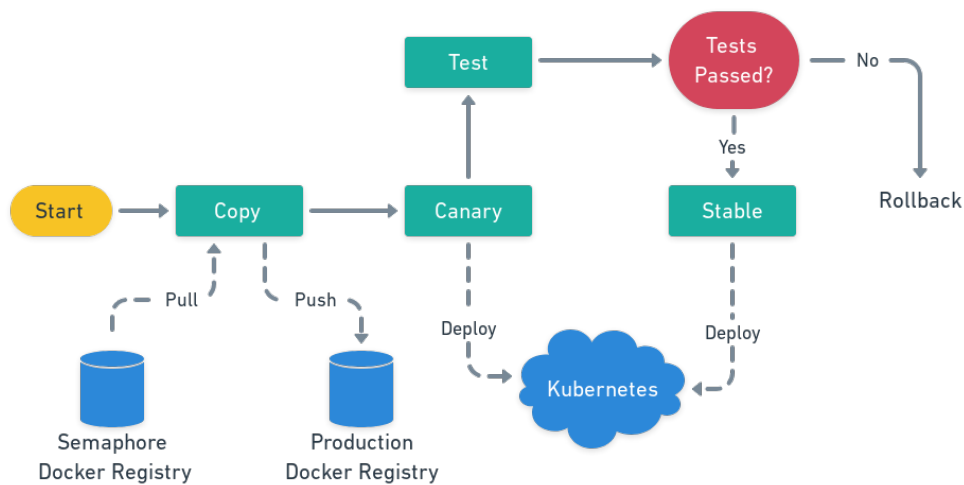 Tests
Passed?
Test
No
Yes
Start
Copy
Canary
Stable
Rollback
Pull
Push
Deploy
Deploy
Kubernetes
Semaphore
Docker Registry
Production
Docker Registry